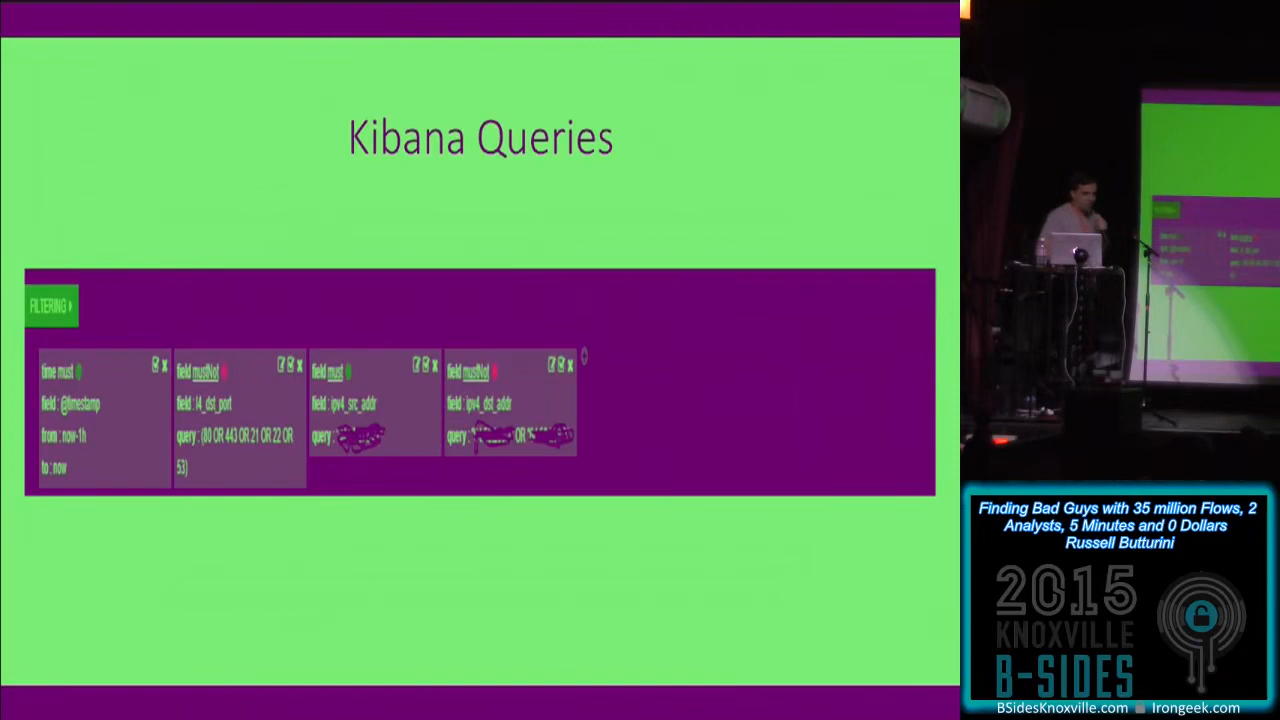 Kibana Queries
FILTERING
time must
field : @timestamp
from : now-1h
to : now
field mustNot
field : l4_dst_port
query : (80 OR 443 OR 21 OR 22 OR
53)
field must
field : ipv4_src_addr
query :
field mustNot
field : ipv4_dst_addr
query : OR
Finding Bad Guys with 35 million Flows, 2
Analysts, 5 Minutes and 0 Dollars
Russell Butturini
2015
KNOXVILLE
B-SIDES
BSidesKnoxville.com Irongeek.com